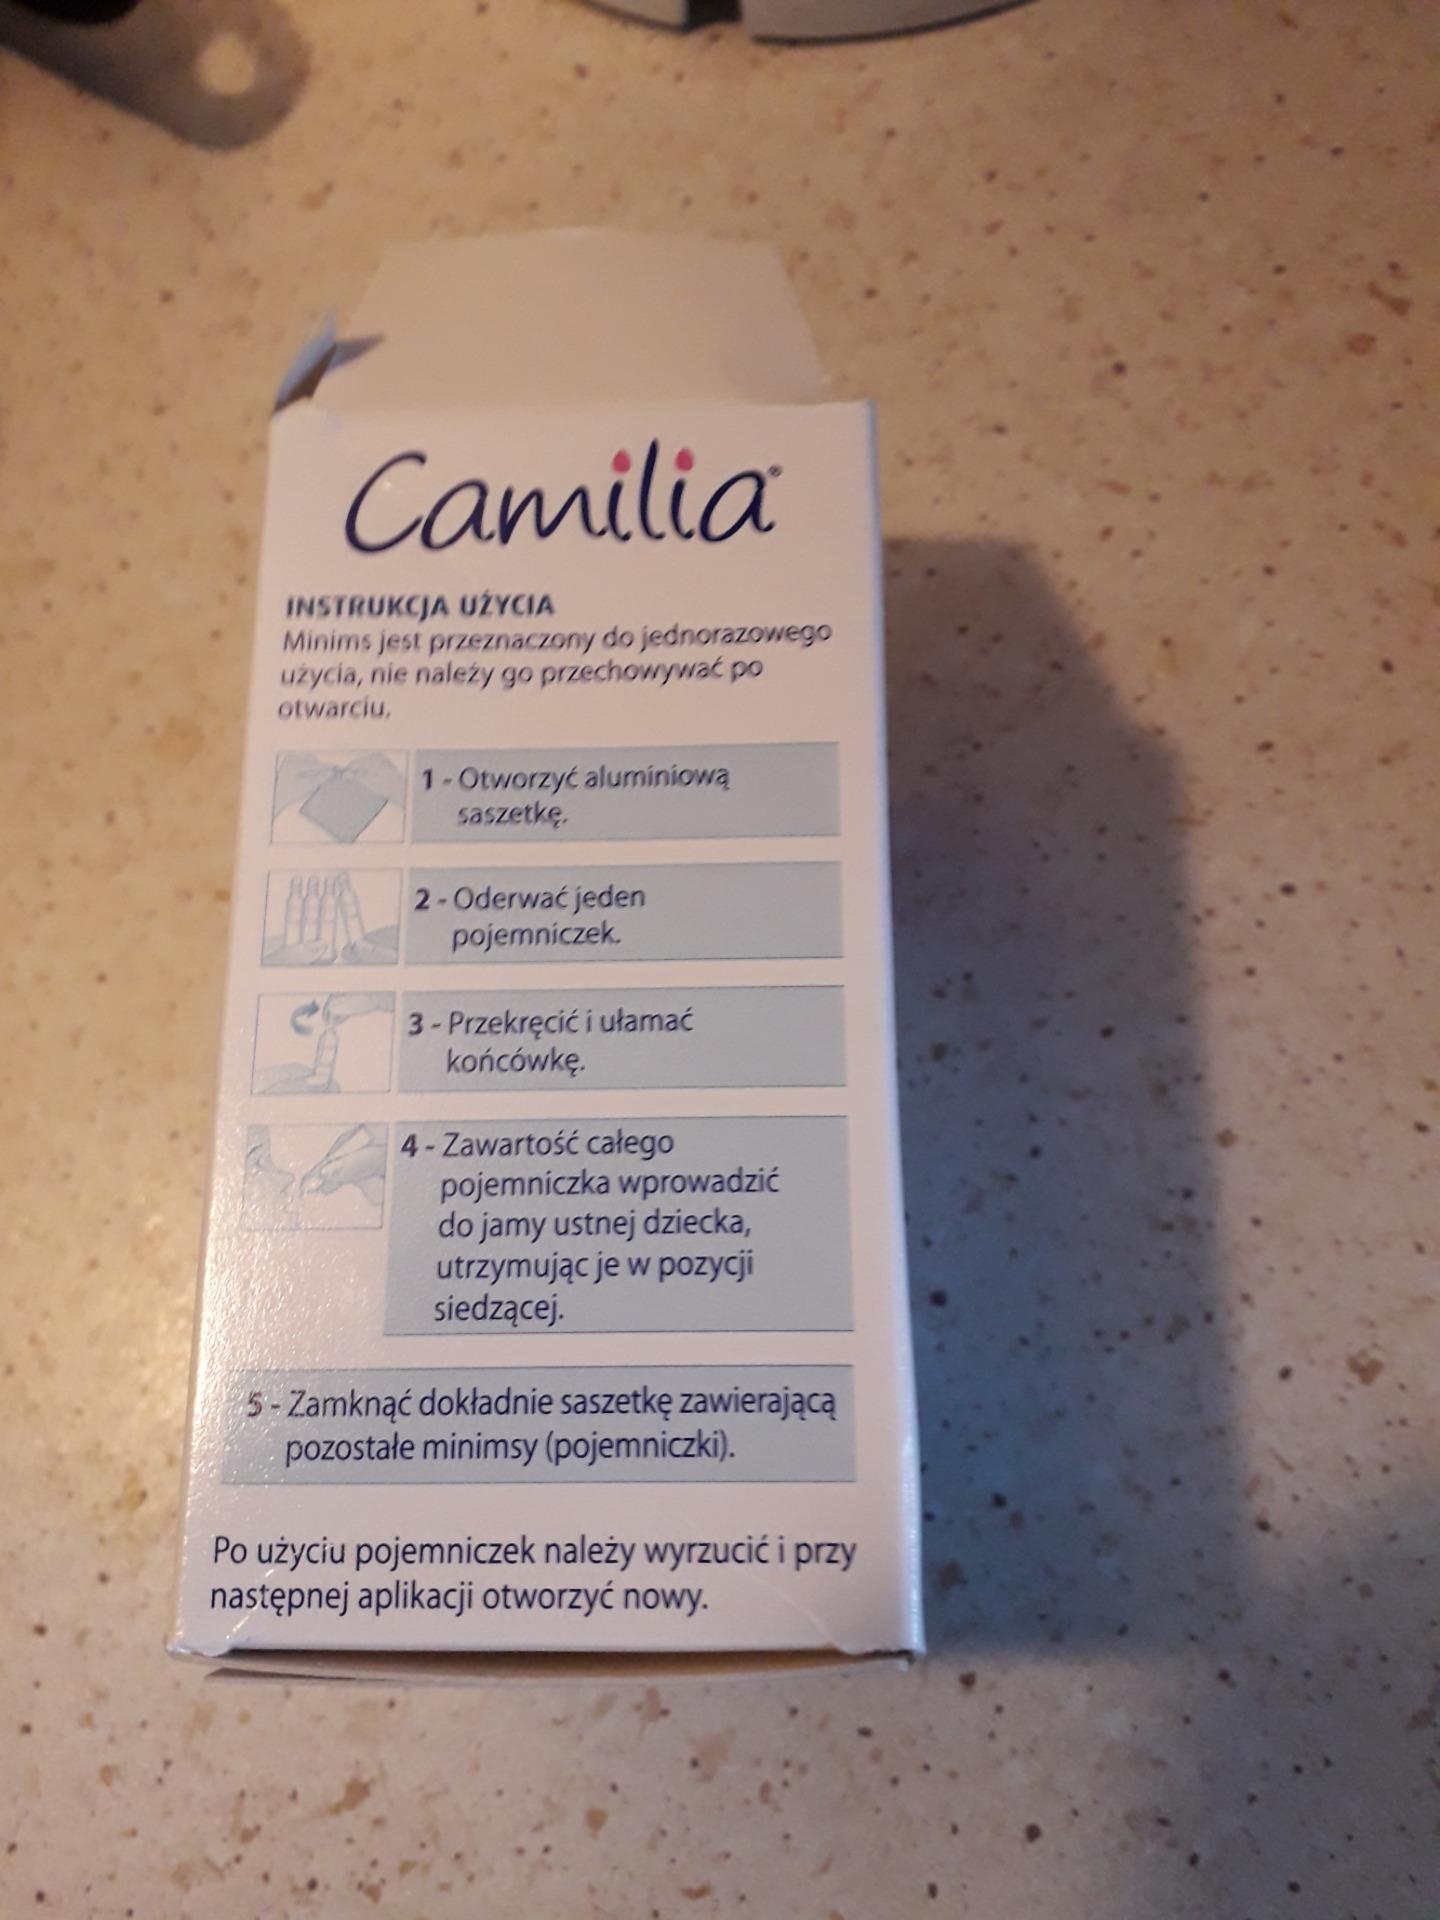 Camilia®
INSTRUKCJA UŻYCIA
Minims jest przeznaczony do jednorazowego
użycia, nie należy go przechowywać po
otwarciu.
1 - Otworzyć aluminiową
saszetkę.
2 - Oderwać jeden
pojemniczek.
3 - Przekręcić i ułamać
końcówkę.
4 - Zawartość całego
pojemniczka wprowadzić
do jamy ustnej dziecka,
utrzymując je w pozycji
siedzącej.
5 - Zamknąć dokładnie saszetkę zawierającą
pozostałe minimsy (pojemniczki).
Po użyciu pojemniczek należy wyrzucić i przy
następnej aplikacji otworzyć nowy.